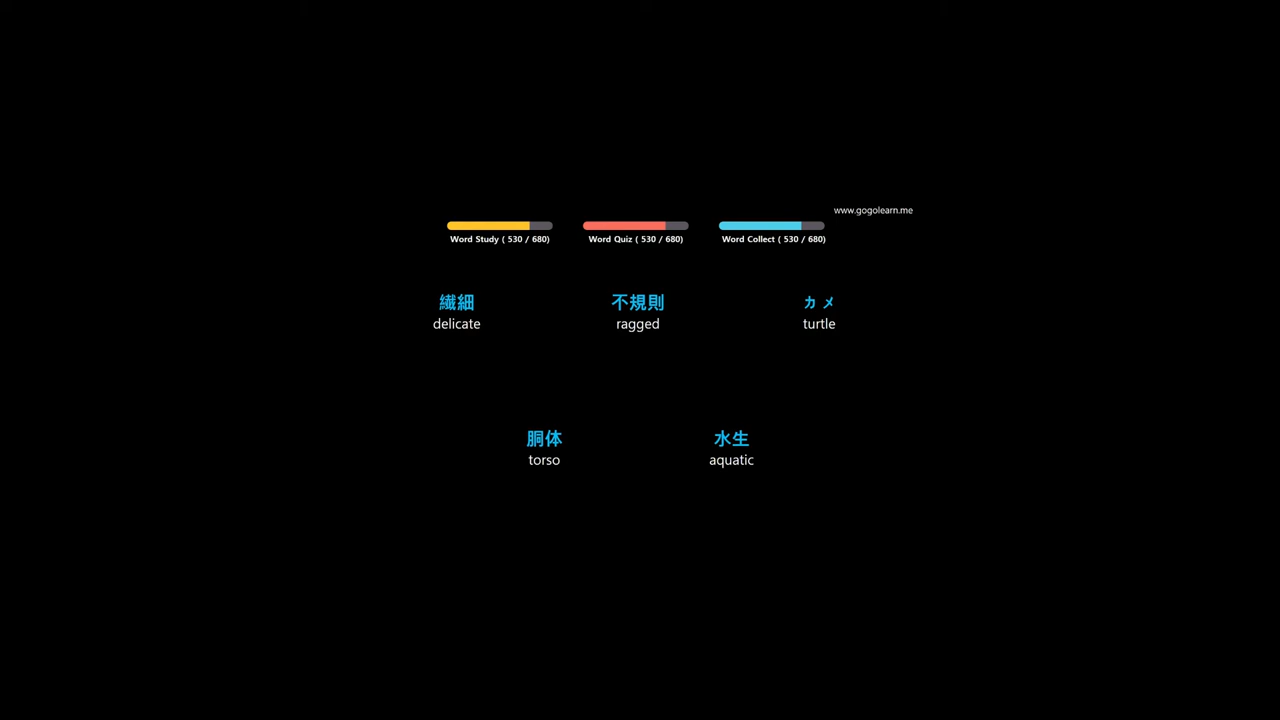 www.gogolearn.me
Word Study ( 530 / 680)
Word Quiz ( 530 / 680)
Word Collect ( 530 / 680)
繊細
delicate
不規則
ragged
カメ
turtle
胴体
torso
水生
aquatic